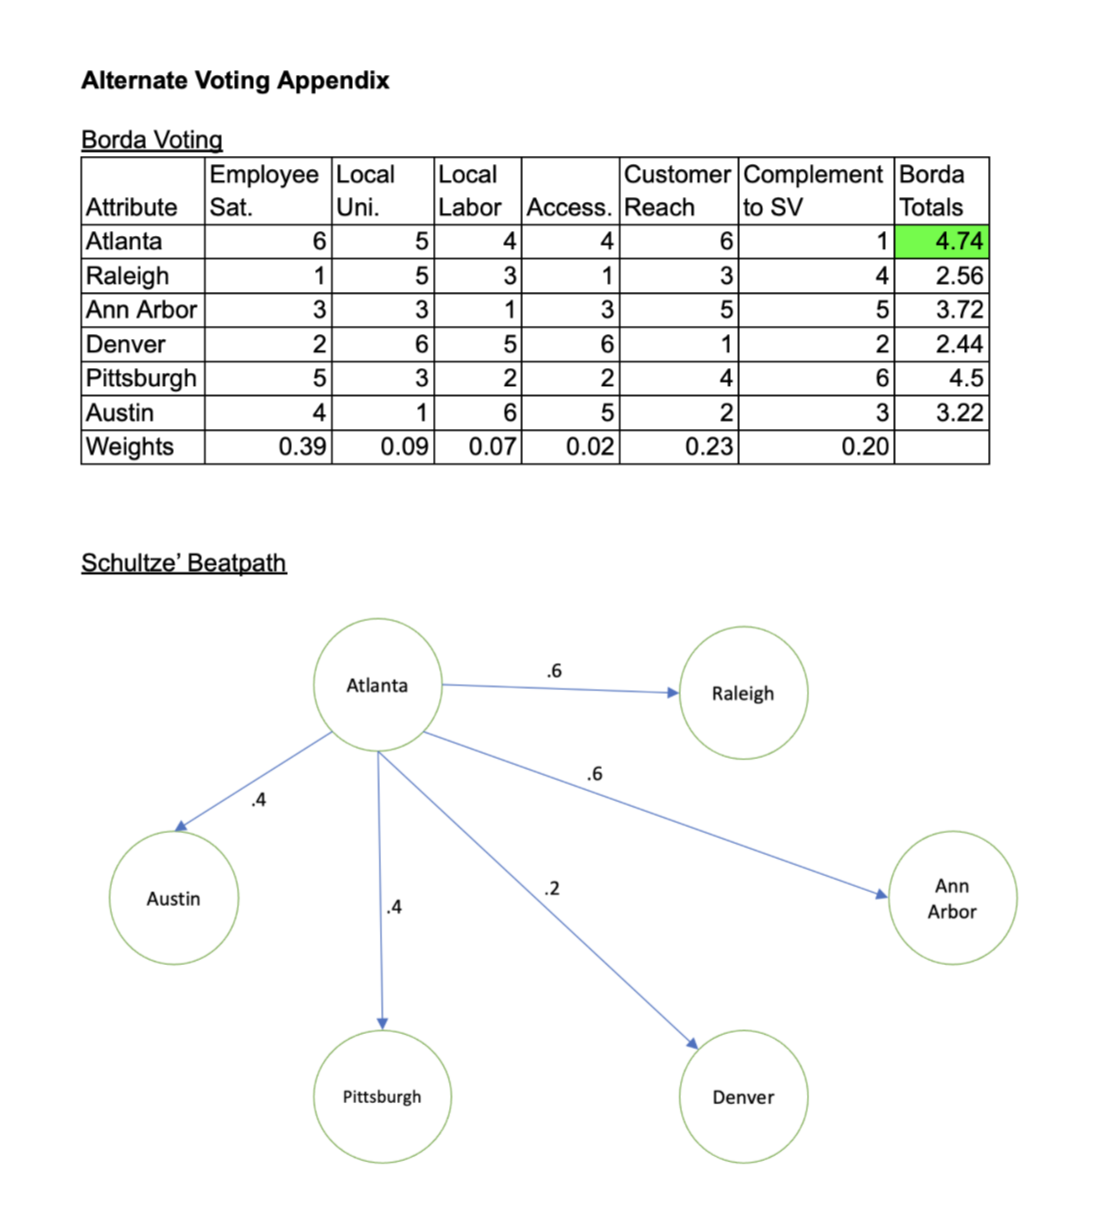 Alternate Voting Appendix
Borda Voting
Attribute Employee Sat. Local Uni. Local Labor Access. Customer Reach Complement to SV Borda Totals
Atlanta 6 5 4 4 6 1 4.74
Raleigh 1 5 3 1 3 4 2.56
Ann Arbor 3 3 1 3 5 5 3.72
Denver 2 6 5 6 1 2 2.44
Pittsburgh 5 3 2 2 4 6 4.5
Austin 4 1 6 5 2 3 3.22
Weights 0.39 0.09 0.07 0.02 0.23 0.20
Schultze’ Beatpath
.6
Atlanta
Raleigh
.6
.4
.2
Ann
Austin
.4
Arbor
Pittsburgh
Denver